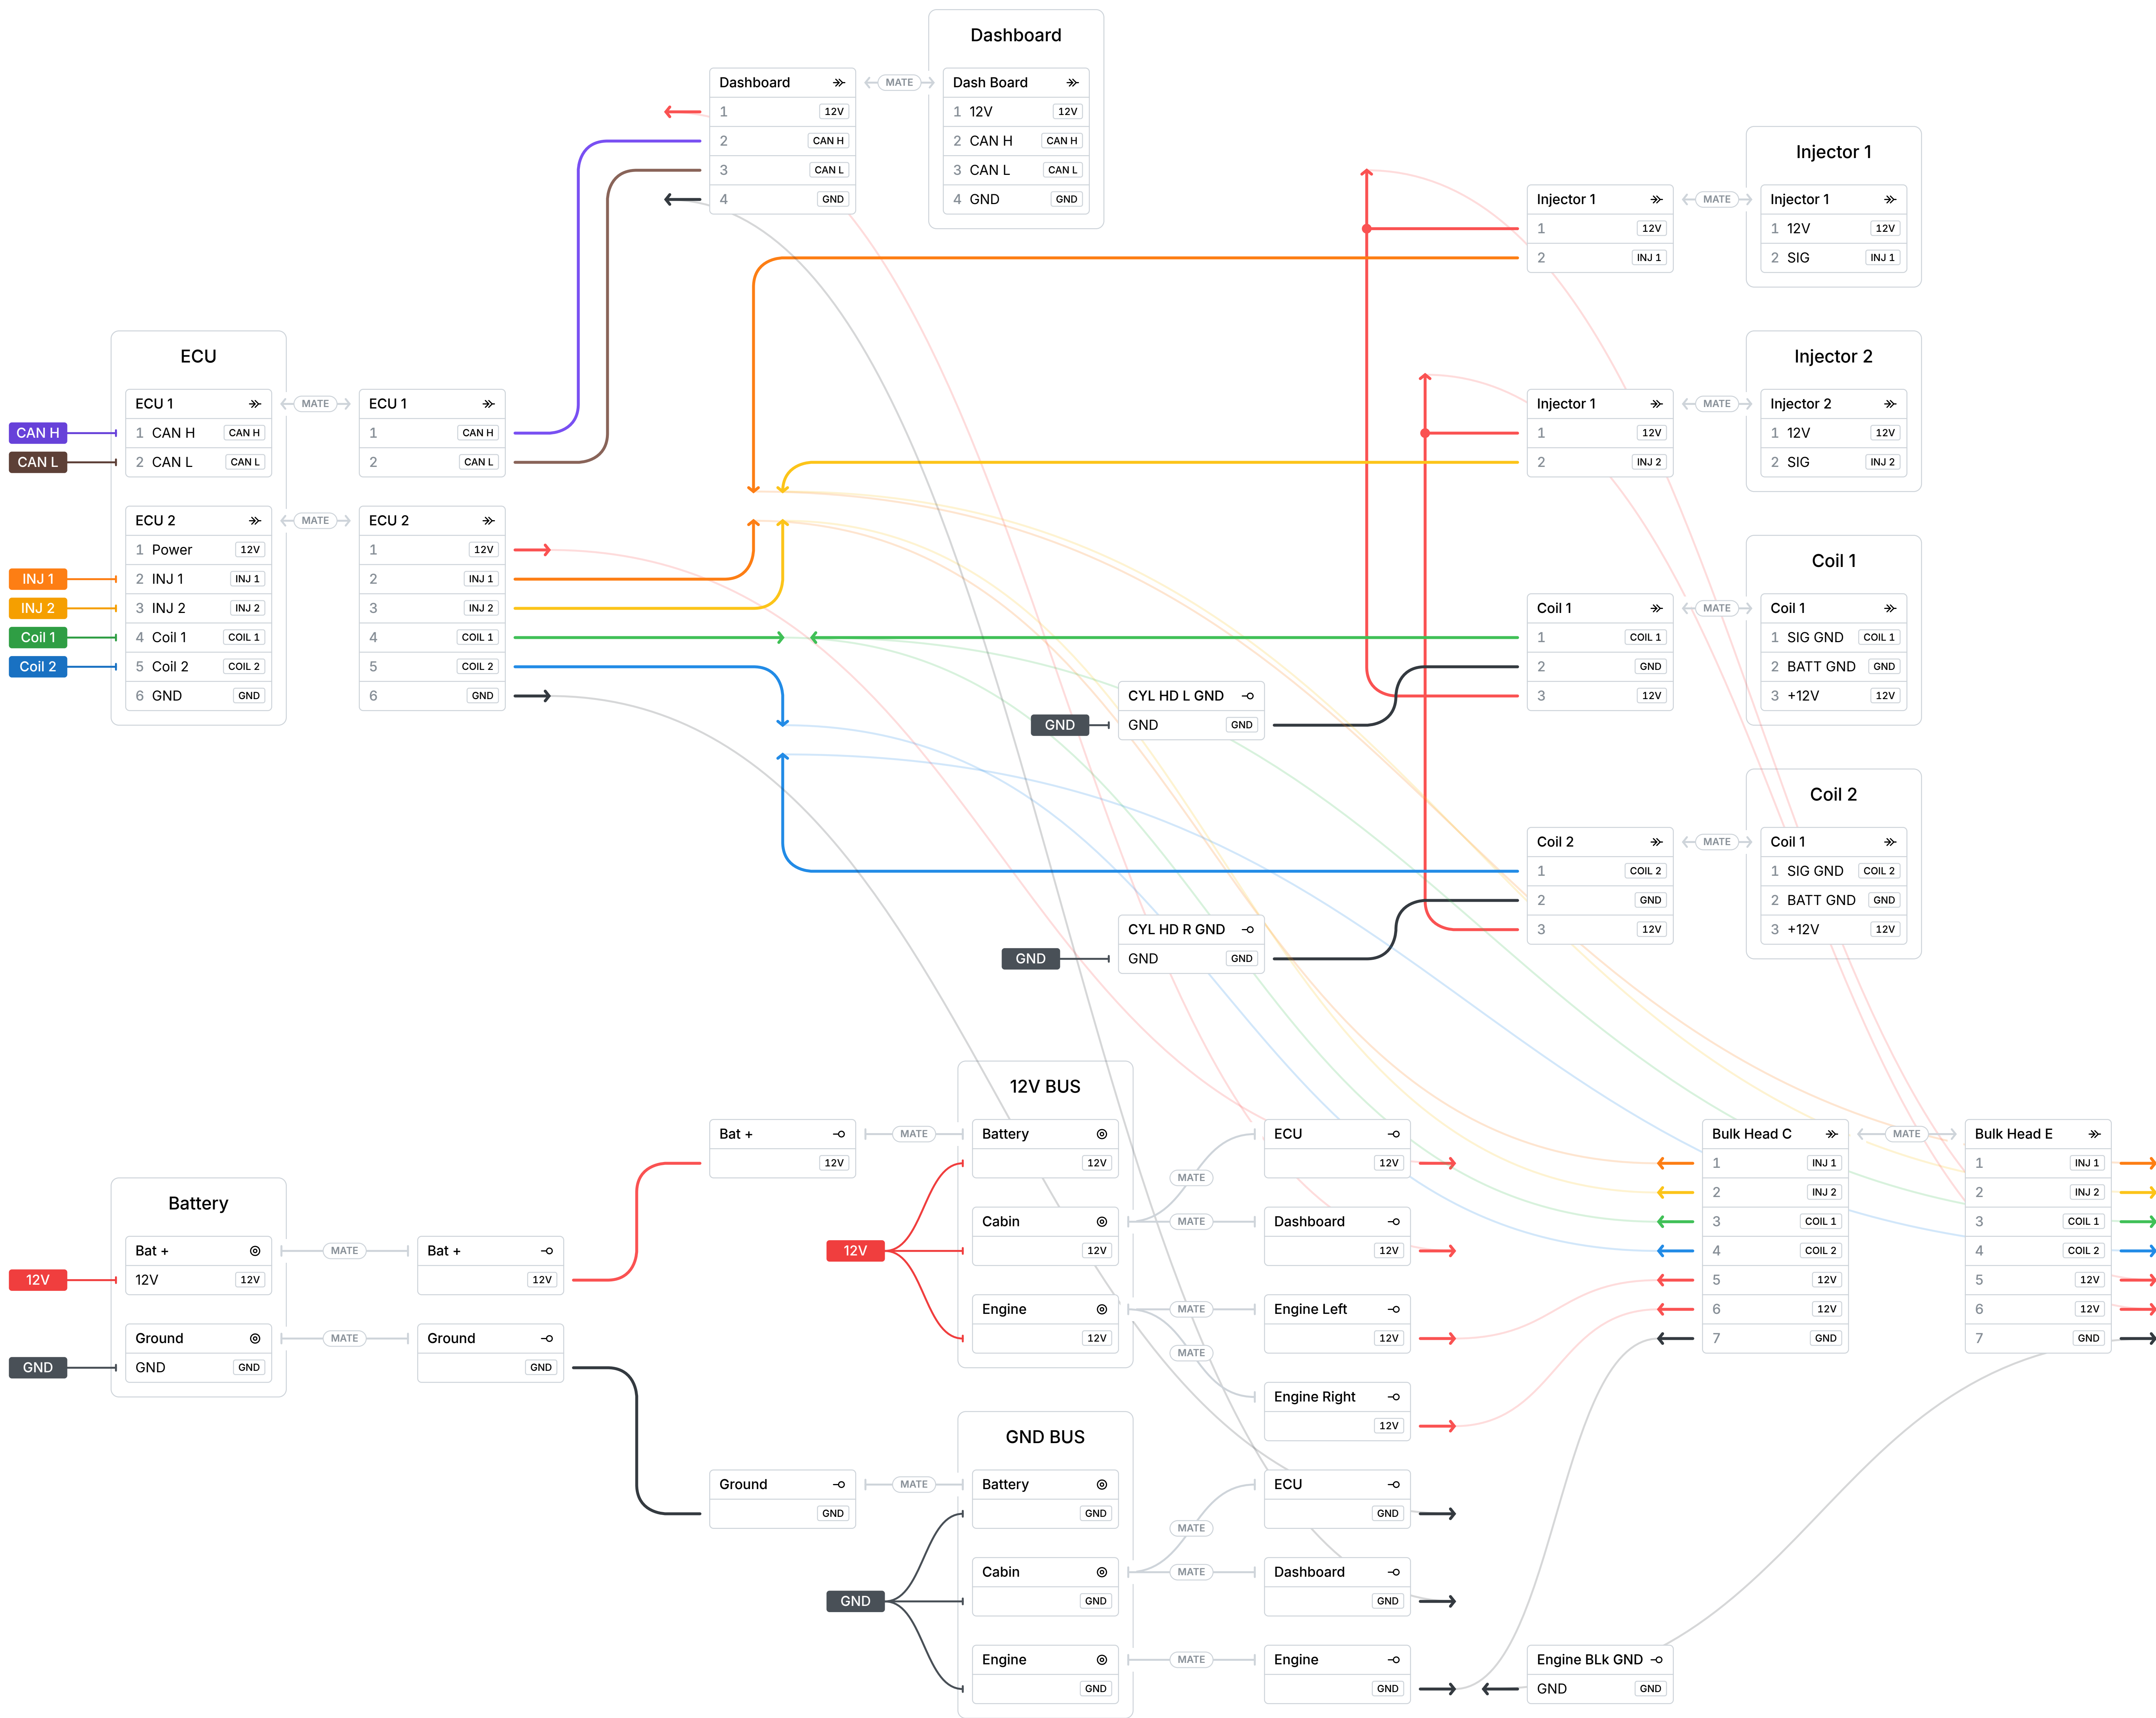 Dashboard
Dashboard
MATE
Dash Board
1 12V
1 12V 12V
2 CAN H
2 CAN H CAN H
3 CAN L
3 CAN L CAN L
4 GND
4 GND GND
Injector 1
Injector 1
MATE
Injector 1
1 12V
1 12V 12V
2 INJ 1
2 SIG INJ 1
ECU
ECU 1
MATE
ECU 1
CAN H
1 CAN H CAN H
1 CAN H
CAN L
2 CAN L CAN L
2 CAN L
ECU 2
MATE
ECU 2
1 Power 12V
1 12V
INJ 1
2 INJ 1 INJ 1
2 INJ 1
INJ 2
3 INJ 2 INJ 2
3 INJ 2
Coil 1
4 Coil 1 COIL 1
4 COIL 1
Coil 2
5 Coil 2 COIL 2
5 COIL 2
6 GND GND
6 GND
Injector 2
Injector 1
MATE
Injector 2
1 12V
1 12V 12V
2 INJ 2
2 SIG INJ 2
Coil 1
Coil 1
MATE
Coil 1
1 COIL 1
1 SIG GND COIL 1
2 GND
2 BATT GND GND
3 12V
3 +12V 12V
CYL HD L GND
GND
GND GND
Coil 2
Coil 2
MATE
Coil 1
1 COIL 2
1 SIG GND COIL 2
2 GND
2 BATT GND GND
3 12V
3 +12V 12V
CYL HD R GND
GND
GND GND
Battery
Bat +
MATE
Bat +
12V
12V 12V
12V
Ground
MATE
Ground
GND
GND GND
GND
Bat +
12V
MATE
12V BUS
Battery
12V
12V
Cabin
12V
Engine
12V
MATE
ECU
12V
MATE
Dashboard
12V
MATE
Engine Left
12V
MATE
Engine Right
12V
Ground
GND
MATE
GND BUS
Battery
GND
GND
Cabin
GND
Engine
GND
MATE
ECU
GND
MATE
Dashboard
GND
MATE
Engine
GND
Engine BLk GND
GND GND
Bulk Head C
1 INJ 1
2 INJ 2
3 COIL 1
4 COIL 2
5 12V
6 12V
7 GND
MATE
Bulk Head E
1 INJ 1
2 INJ 2
3 COIL 1
4 COIL 2
5 12V
6 12V
7 GND